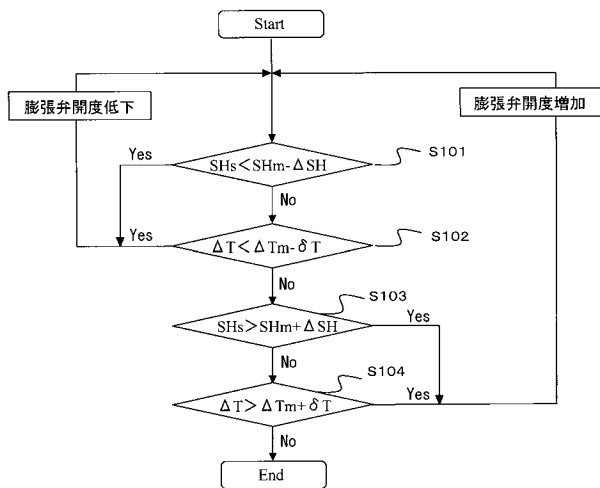 Start
膨張弁開度低下
膨張弁開度増加
Yes
SHs<SHm-ΔSH
S101
No
Yes
ΔT<ΔTm-δT
S102
No
S103
SHs>SHm+ΔSH
Yes
No
S104
ΔT>ΔTm+δT
Yes
No
End